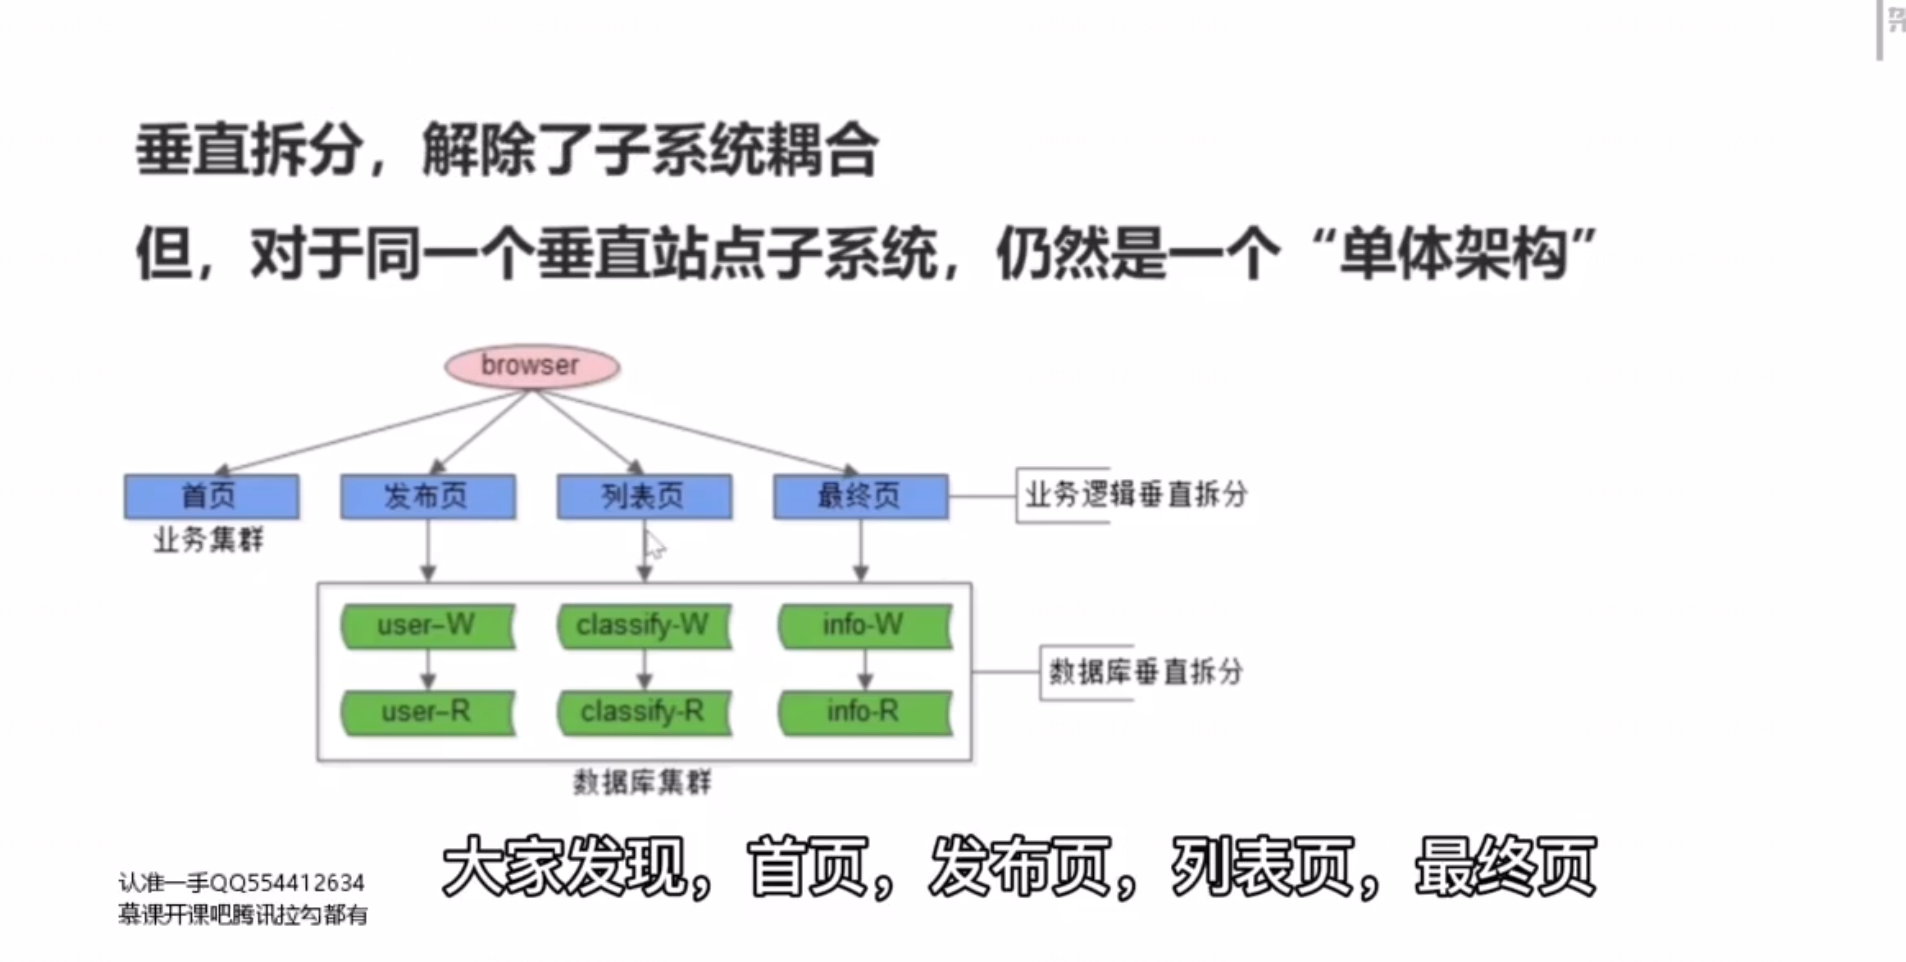 垂直拆分，解除了子系统耦合
但，对于同一个垂直站点子系统，仍然是一个“单体架构”
browser
首页 发布页 列表页 最终页 业务逻辑垂直拆分
业务集群
user-W classify-W info-W
数据库垂直拆分
user-R classify-R info-R
数据库集群
大家发现，首页，发布页，列表页，最终页
认准一手QQ554412634
慕课开课吧腾讯拉勾都有